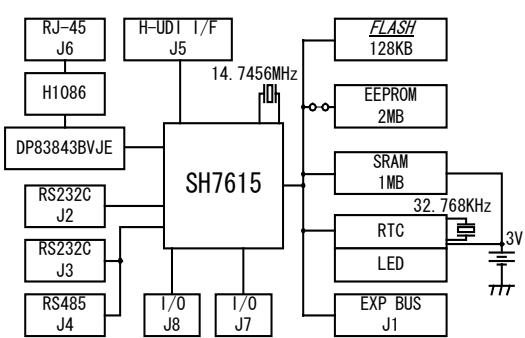 RJ-45
J6
H-UDI I/F
J5
FLASH
128KB
14.7456MHz
H1086
EEPROM
2MB
DP83843BVJE
SH7615
SRAM
1MB
RS232C
J2
32.768KHz
RTC
3V
RS232C
J3
LED
RS485
J4
I/O
J8
I/O
J7
EXP BUS
J1